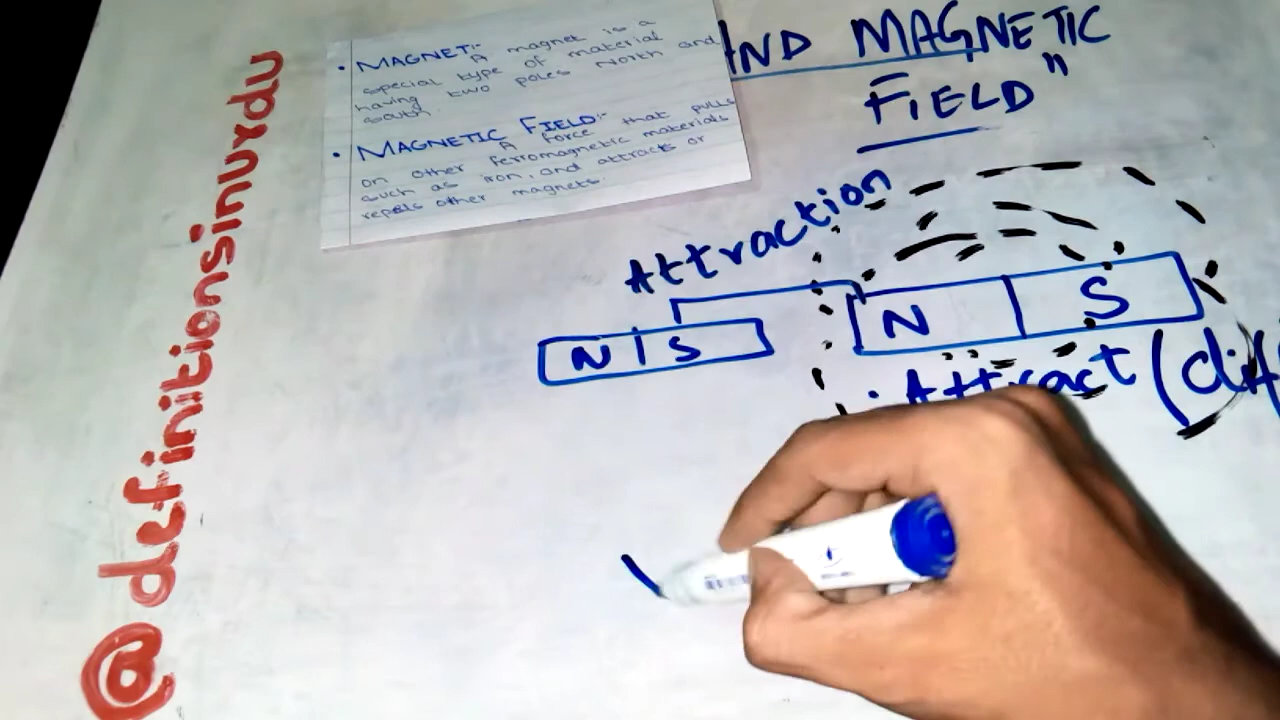 @definitionsinurdu
• MAGNET:-
A magnet is a
special type of material
having two poles North and
south.
• MAGNETIC FIELD:-
A force that pulls
on other ferromagnetic materials
such as iron, and attracts or
repels other magnets.
AND MAGNETIC
FIELD"
Attraction
N S
N S
Attract (diff